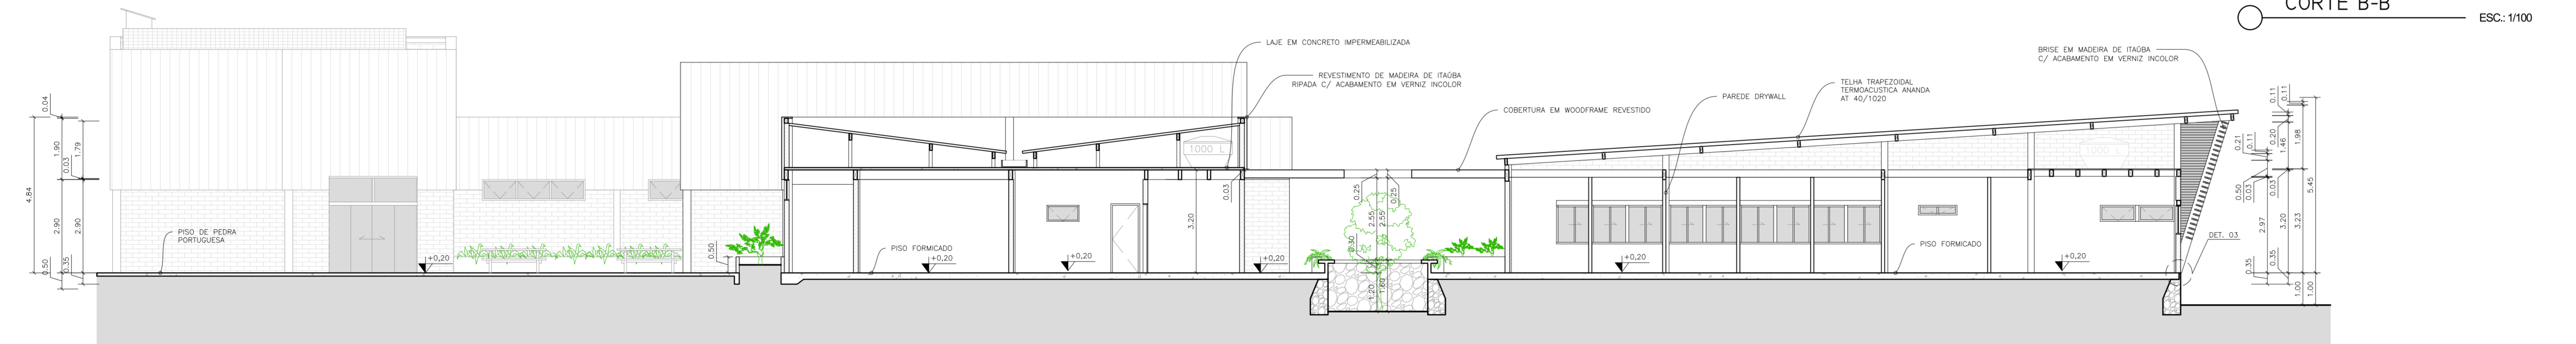 CORTE B-B
ESC.: 1/100
LAJE EM CONCRETO IMPERMEABILIZADA
REVESTIMENTO DE MADEIRA DE ITAÚBA
RIPADA C/ ACABAMENTO EM VERNIZ INCOLOR
COBERTURA EM WOODFRAME REVESTIDO
PAREDE DRYWALL
TELHA TRAPEZOIDAL
TERMOACUSTICA ANANDA
AT 40/1020
BRISE EM MADEIRA DE ITAÚBA
C/ ACABAMENTO EM VERNIZ INCOLOR
0.04
1.90
0.03
1.79
4.84
2.90
2.90
0.50
0.35
PISO DE PEDRA
PORTUGUESA
+0,20
0.50
1000 L
0.03
3.20
PISO FORMICADO
+0,20
+0,20
+0,20
0.25
0.25
2.55
2.55
0.30
1.20
1.60
1000 L
PISO FORMICADO
+0,20
+0,20
DET. 03
0.21
0.11
0.20
0.11
0.11
1.46
1.98
0.50
0.03
0.03
5.45
2.97
3.20
3.23
0.35
0.35
1.00
1.00